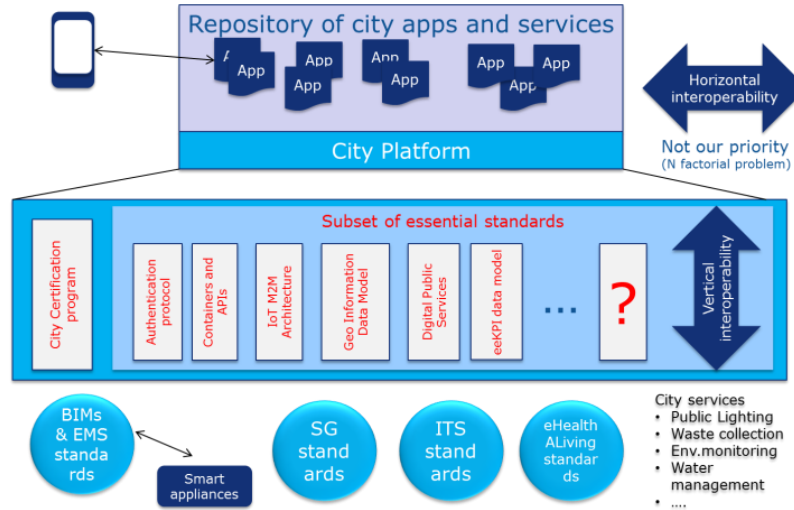 Repository of city apps and services
A
App
App
App
App
App
App
App
App
Horizontal
interoperability
Not our priority
(N factorial problem)
City Platform
Subset of essential standards
City Certification
program
Authentication
protocol
Containers and
APIs
IoT M2M
Architecture
Geo Information
Data Model
Digital Public
Services
eeKPI data model
...
?
Vertical
interoperability
BIMs
& EMS
standa
rds
Smart
appliances
SG
stand
ards
ITS
stand
ards
eHealth
ALiving
standar
ds
City services
• Public Lighting
• Waste collection
• Env.monitoring
• Water
management
• ....